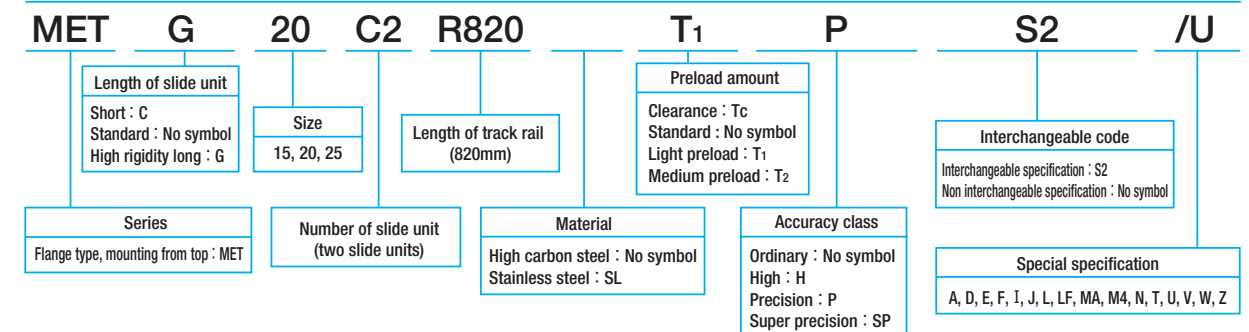 MET G 20 C2 R820 T1 P S2 /U
Length of slide unit
Short：C
Standard：No symbol
High rigidity long：G
Size
15, 20, 25
Length of track rail
(820mm)
Preload amount
Clearance：Tc
Standard : No symbol
Light preload：T1
Medium preload：T2
Interchangeable code
Interchangeable specification：S2
Non interchangeable specification：No symbol
Series
Flange type, mounting from top：MET
Number of slide unit
(two slide units)
Material
High carbon steel：No symbol
Stainless steel：SL
Accuracy class
Ordinary：No symbol
High：H
Precision：P
Super precision：SP
Special specification
A, D, E, F, I, J, L, LF, MA, M4, N, T, U, V, W, Z